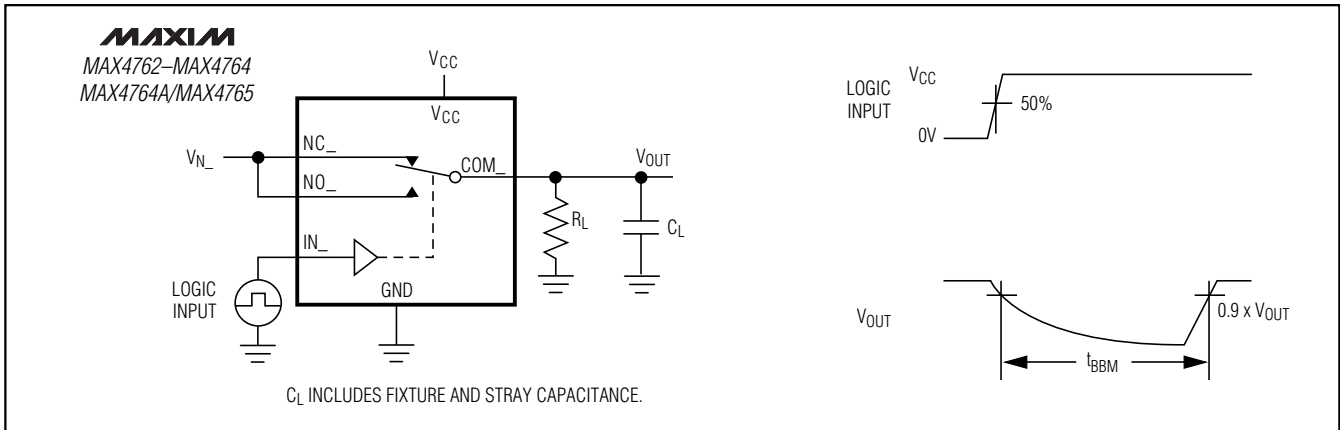 MAXIM
MAX4762–MAX4764
MAX4764A/MAX4765
VCC
VCC
VN_
NC_
NO_
COM_
VOUT
RL
CL
IN_
LOGIC
INPUT
GND
CL INCLUDES FIXTURE AND STRAY CAPACITANCE.
LOGIC
INPUT
VCC
50%
0V
VOUT
0.9 x VOUT
tBBM